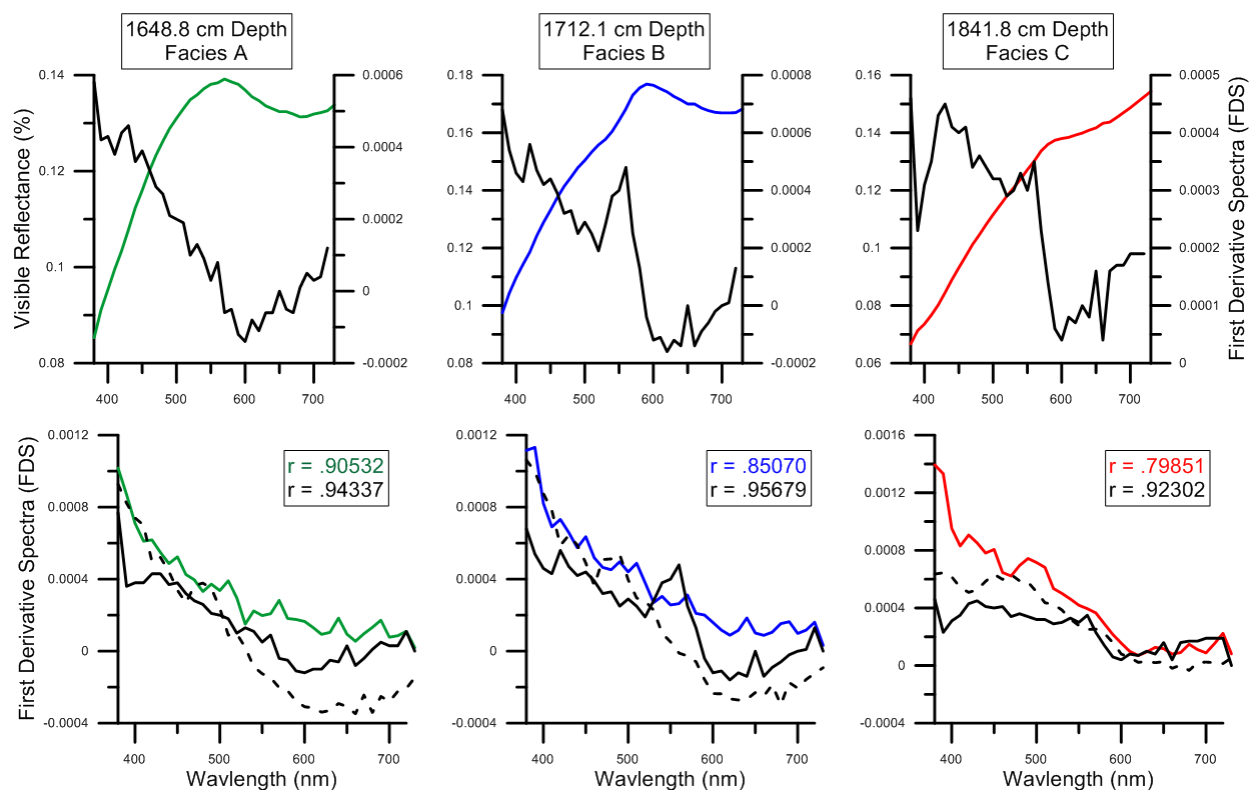 1648.8 cm Depth
Facies A
1712.1 cm Depth
Facies B
1841.8 cm Depth
Facies C
Visible Reflectance (%)
0.14
0.12
0.1
0.08
0.0006
0.0004
0.0002
0
-0.0002
400 500 600 700
0.18
0.16
0.14
0.12
0.1
0.08
0.0008
0.0006
0.0004
0.0002
0
-0.0002
400 500 600 700
0.16
0.14
0.12
0.1
0.08
0.06
0.0005
0.0004
0.0003
0.0002
0.0001
0
400 500 600 700
First Derivative Spectra (FDS)
First Derivative Spectra (FDS)
0.0012
0.0008
0.0004
0
-0.0004
r = .90532
r = .94337
400 500 600 700
Wavlength (nm)
0.0012
0.0008
0.0004
0
-0.0004
r = .85070
r = .95679
400 500 600 700
Wavlength (nm)
0.0016
0.0012
0.0008
0.0004
0
-0.0004
r = .79851
r = .92302
400 500 600 700
Wavlength (nm)